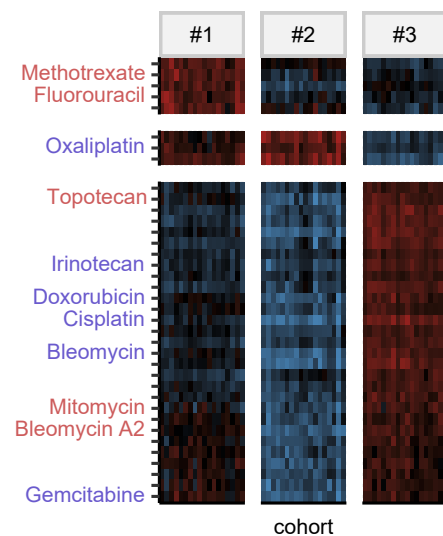 #1 #2 #3
Methotrexate
Fluorouracil
Oxaliplatin
Topotecan
Irinotecan
Doxorubicin
Cisplatin
Bleomycin
Mitomycin
Bleomycin A2
Gemcitabine
cohort